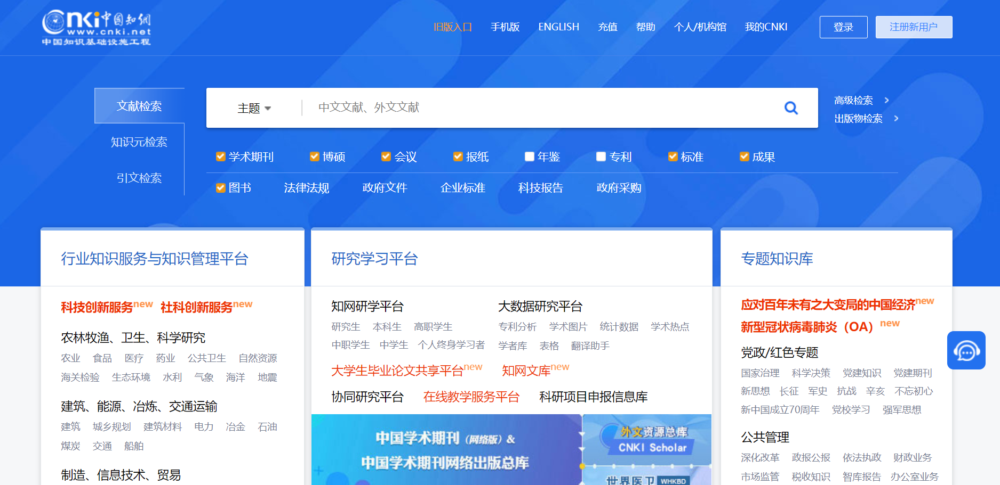 CNKI中国知网
www.cnki.net
中国知识基础设施工程
旧版入口 手机版 ENGLISH 充值 帮助 个人/机构馆 我的CNKI 登录 注册新用户
文献检索
知识元检索
引文检索
主题 中文文献、外文文献
高级检索 >
出版物检索 >
学术期刊 博硕 会议 报纸 年鉴 专利 标准 成果
图书 法律法规 政府文件 企业标准 科技报告 政府采购
行业知识服务与知识管理平台
科技创新服务new 社科创新服务new
农林牧渔、卫生、科学研究
农业 食品 医疗 药业 公共卫生 自然资源
海关检验 生态环境 水利 气象 海洋 地震
建筑、能源、冶炼、交通运输
建筑 城乡规划 建筑材料 电力 冶金 石油
煤炭 交通 船舶
制造、信息技术、贸易
研究学习平台
知网研学平台
研究生 本科生 高职学生
中职学生 中学生 个人终身学习者
大数据研究平台
专利分析 学术图片 统计数据 学术热点
学者库 表格 翻译助手
大学生毕业论文共享平台new 知网文库new
协同研究平台 在线教学服务平台 科研项目申报信息库
中国学术期刊（网络版）&
中国学术期刊网络出版总库
外文资源总库
CNKI Scholar
世界医卫 WHKBD
专题知识库
应对百年未有之大变局的中国经济new
新型冠状病毒肺炎（OA）new
党政/红色专题
国家治理 科学决策 党建知识 党建期刊
新思想 长征 军史 抗战 辛亥 不忘初心
新中国成立70周年 党校学习 强军思想
公共管理
深化改革 政报公报 依法执政 财政业务
市场监管 税收知识 智库报告 办公室业务